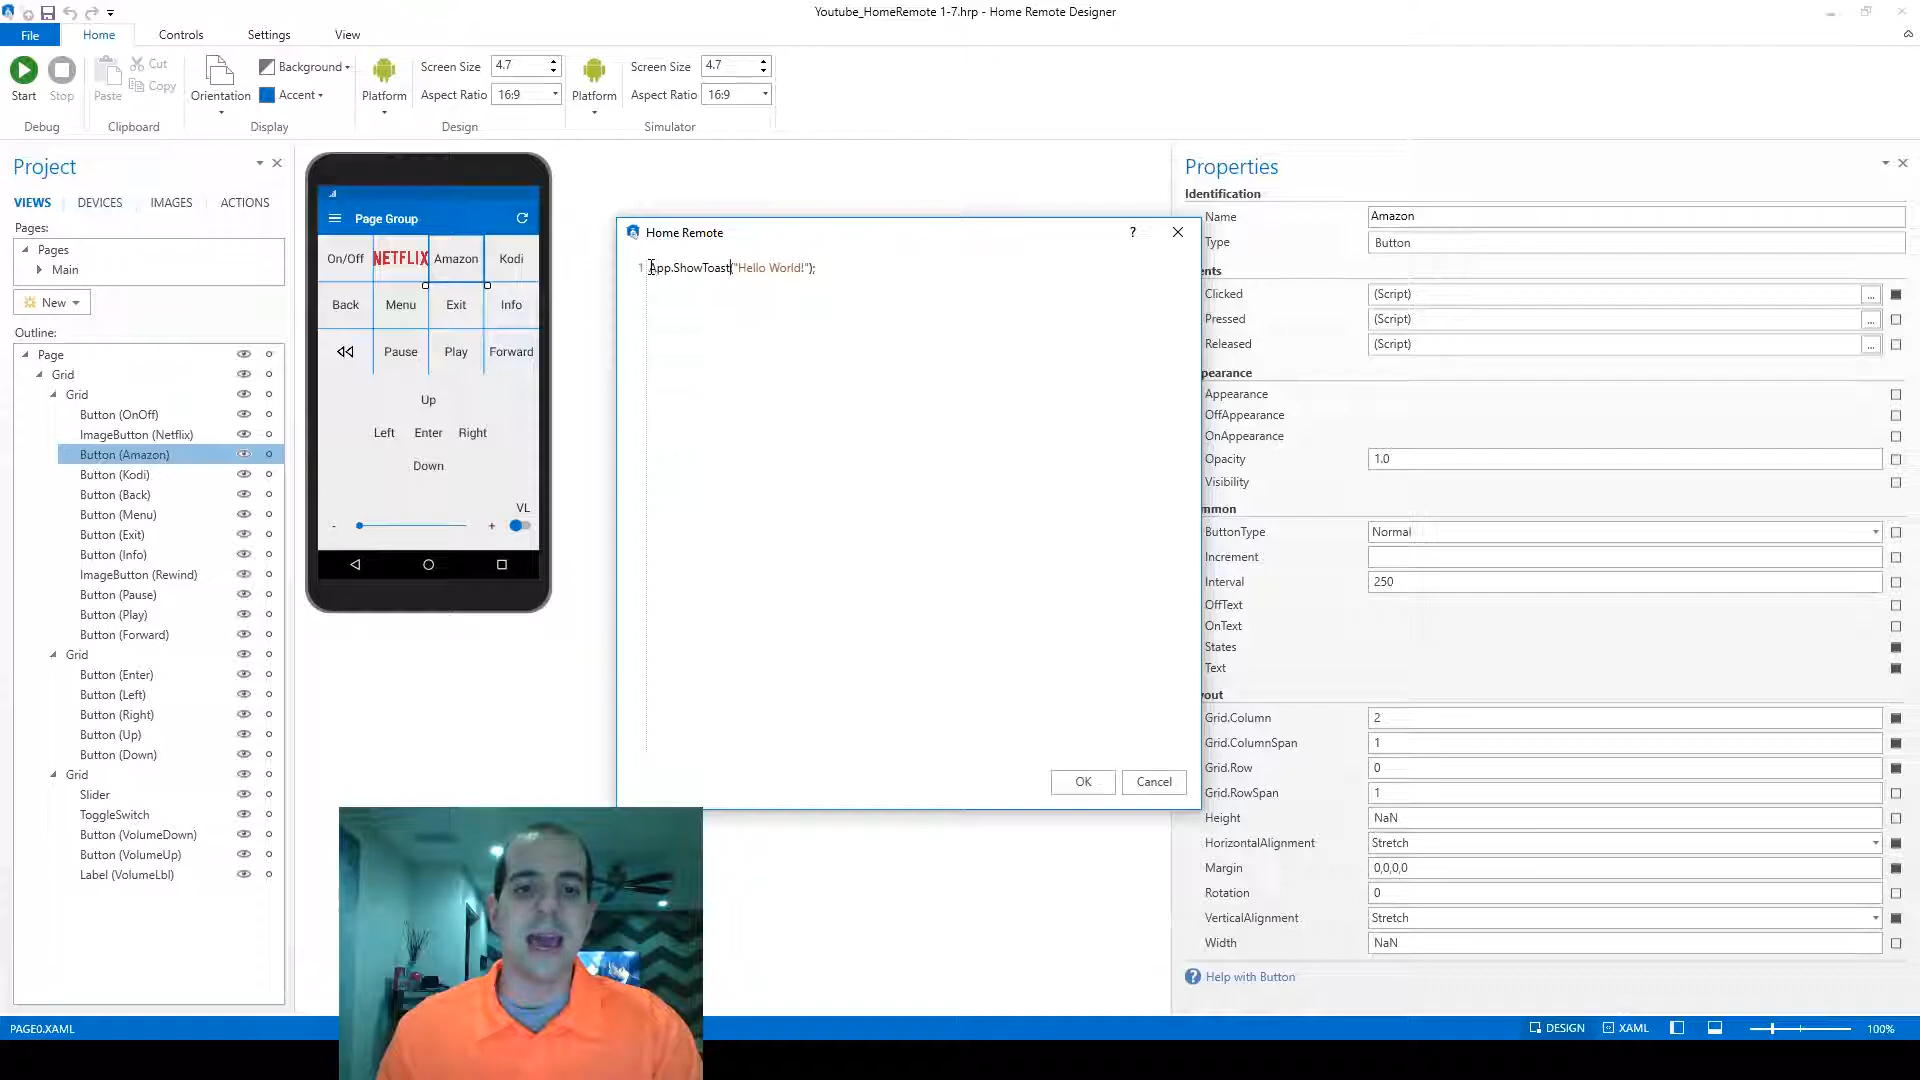 Youtube_HomeRemote 1-7.hrp - Home Remote Designer
File Home Controls Settings View
Start Stop Paste Cut Copy Orientation Background Accent Platform Screen Size 4.7 Aspect Ratio 16:9 Platform Screen Size 4.7 Aspect Ratio 16:9
Debug Clipboard Display Design Simulator
Project
VIEWS DEVICES IMAGES ACTIONS
Pages:
Pages
Main
New
Outline:
Page
Grid
Grid
Button (OnOff)
ImageButton (Netflix)
Button (Amazon)
Button (Kodi)
Button (Back)
Button (Menu)
Button (Exit)
Button (Info)
ImageButton (Rewind)
Button (Pause)
Button (Play)
Button (Forward)
Grid
Button (Enter)
Button (Left)
Button (Right)
Button (Up)
Button (Down)
Grid
Slider
ToggleSwitch
Button (VolumeDown)
Button (VolumeUp)
Label (VolumeLbl)
Page Group
On/Off NETFLIX Amazon Kodi
Back Menu Exit Info
Pause Play Forward
Up
Left Enter Right
Down
VL
- +
Home Remote ?
1 App.ShowToast("Hello World!");
OK Cancel
Properties
Identification
Name Amazon
Type Button
ents
Clicked (Script) ...
Pressed (Script) ...
Released (Script) ...
pearance
Appearance
OffAppearance
OnAppearance
Opacity 1.0
Visibility
mmon
ButtonType Normal
Increment
Interval 250
OffText
OnText
States
Text
yout
Grid.Column 2
Grid.ColumnSpan 1
Grid.Row 0
Grid.RowSpan 1
Height NaN
HorizontalAlignment Stretch
Margin 0,0,0,0
Rotation 0
VerticalAlignment Stretch
Width NaN
? Help with Button
PAGE0.XAML DESIGN XAML 100%